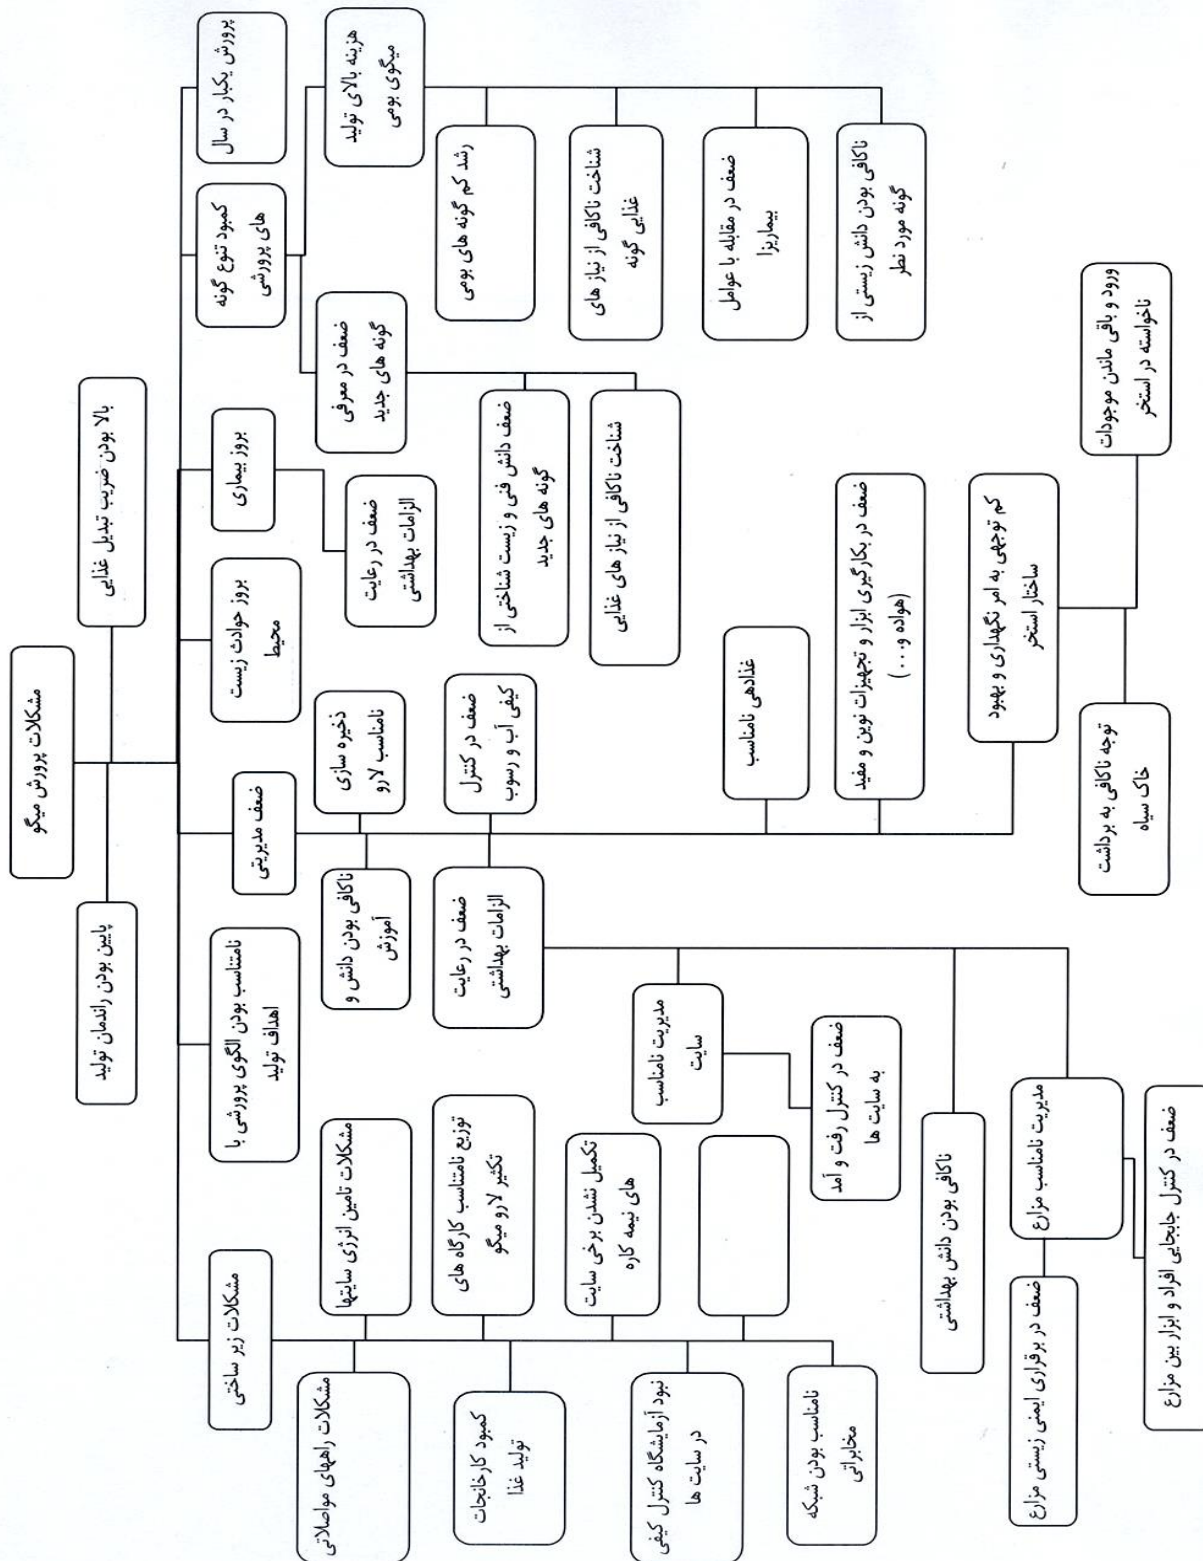 مشکلات پرورش میگو
بالا بودن ضریب تبدیل غذایی
پایین بودن راندمان تولید
پرورش یکبار در سال
کمبود تنوع گونه
های پرورشی
بروز بیماری
بروز حوادث زیست
محیط
ضعف مدیریتی
نامتناسب بودن الگوی پرورشی با
اهداف تولید
مشکلات زیر ساختی
هزینه بالای تولید
میگوی بومی
رشد کم گونه های بومی
شناخت ناکافی از نیاز های
غذایی گونه
ضعف در مقابله با عوامل
بیماریزا
ناکافی بودن دانش زیستی از
گونه مورد نظر
ضعف در معرفی
گونه های جدید
ضعف دانش فنی و زیست شناختی از
گونه های جدید
شناخت ناکافی از نیاز های غذایی
ضعف در رعایت
الزامات بهداشتی
ذخیره سازی
نامناسب لارو
ضعف در کنترل
کیفی آب و رسوب
غذادهی نامناسب
ضعف در بکارگیری ابزار و تجهیزات نوین و مفید
(هواده و...)
کم توجهی به امر نگهداری و بهبود
ساختار استخر
ورود و باقی ماندن موجودات
ناخواسته در استخر
توجه ناکافی به برداشت
خاک سیاه
ناکافی بودن دانش و
آموزش
ضعف در رعایت
الزامات بهداشتی
مدیریت نامناسب
سایت
ضعف در کنترل رفت و آمد
به سایت ها
ناکافی بودن دانش بهداشتی
مدیریت نامناسب مزارع
ضعف در برقراری ایمنی زیستی مزارع
ضعف در کنترل جابجایی افراد و ابزار بین مزارع
مشکلات تامین انرژی سایتها
توزیع نامتناسب کارگاه های
تکثیر لارو میگو
تکمیل نشدن برخی سایت
های نیمه کاره
مشکلات راههای مواصلاتی
کمبود کارخانجات
تولید غذا
نبود آزمایشگاه کنترل کیفی
در سایت ها
نامناسب بودن شبکه
مخابراتی